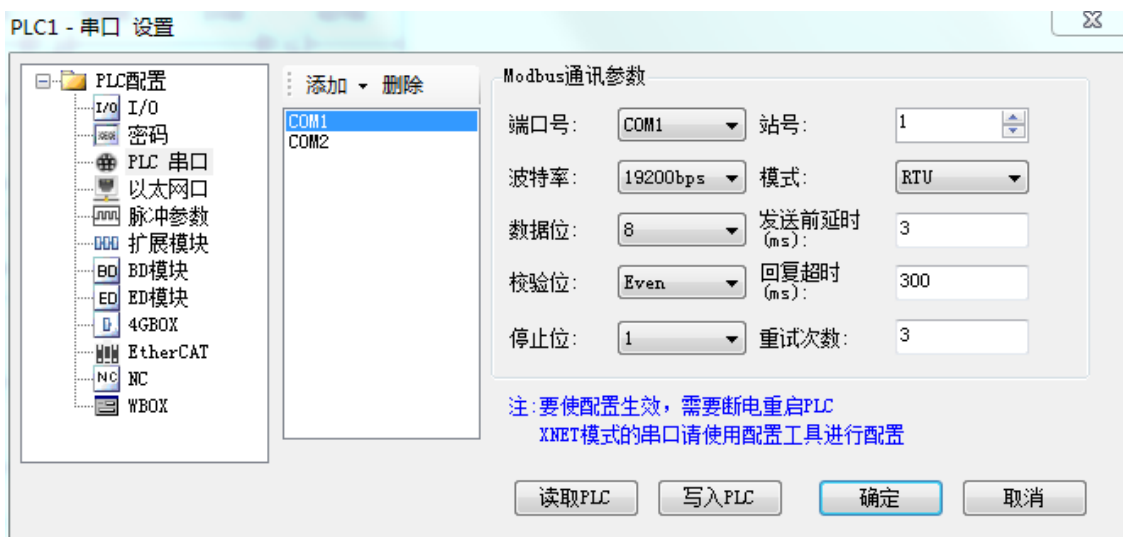 PLC1 - 串口 设置
PLC配置
I/O I/O
密码
PLC 串口
以太网口
脉冲参数
扩展模块
BD BD模块
ED ED模块
4GBOX
EtherCAT
NC NC
WBOX
添加 删除
COM1
COM2
Modbus通讯参数
端口号: COM1 站号: 1
波特率: 19200bps 模式: RTU
数据位: 8 发送前延时
(ms): 3
校验位: Even 回复超时
(ms): 300
停止位: 1 重试次数: 3
注:要使配置生效，需要断电重启PLC
XNET模式的串口请使用配置工具进行配置
读取PLC 写入PLC 确定 取消